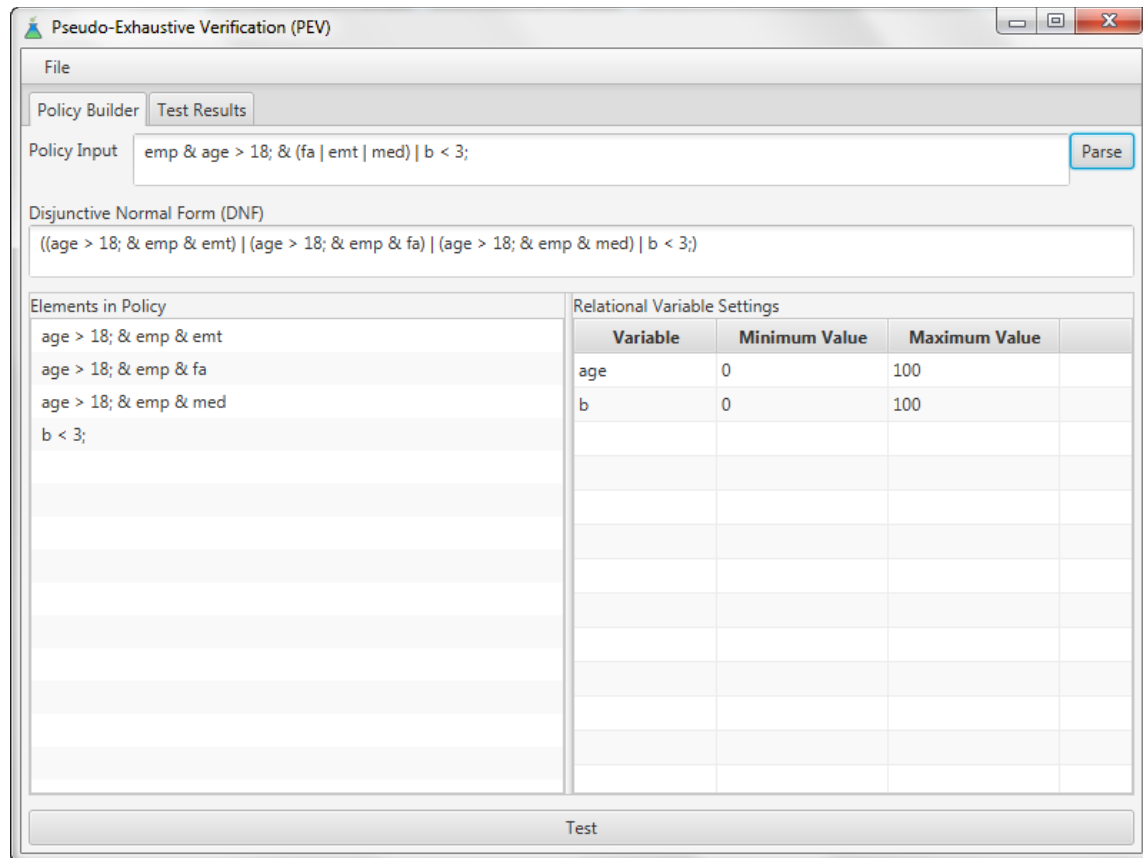 Pseudo-Exhaustive Verification (PEV)
File
Policy Builder Test Results
Policy Input emp & age > 18; & (fa | emt | med) | b < 3; Parse
Disjunctive Normal Form (DNF)
((age > 18; & emp & emt) | (age > 18; & emp & fa) | (age > 18; & emp & med) | b < 3;)
Elements in Policy
age > 18; & emp & emt
age > 18; & emp & fa
age > 18; & emp & med
b < 3;
Relational Variable Settings
Variable Minimum Value Maximum Value
age 0 100
b 0 100
Test